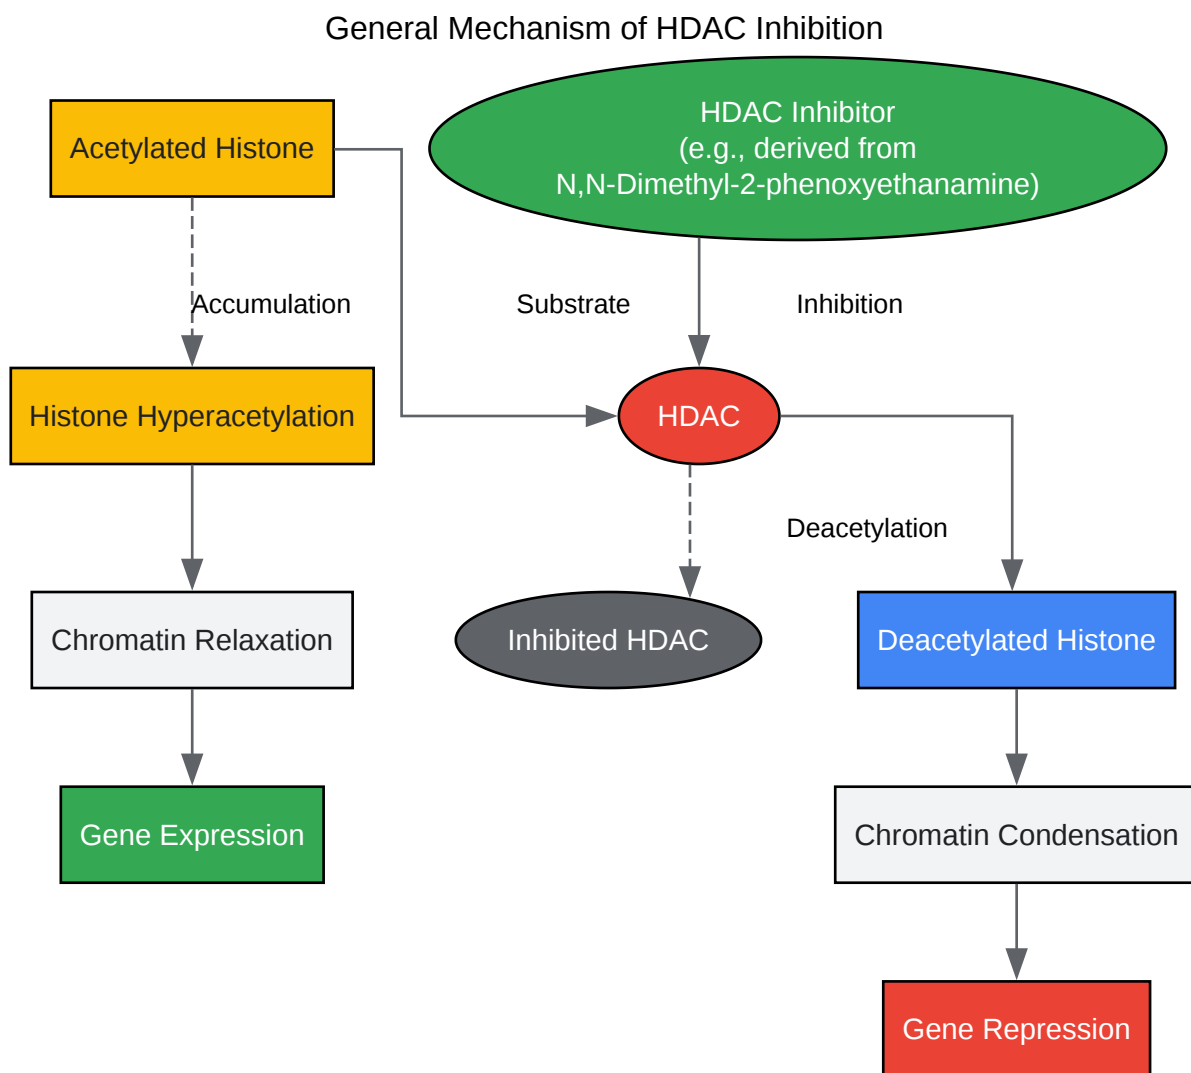 General Mechanism of HDAC Inhibition
Acetylated Histone
HDAC Inhibitor
(e.g., derived from
N,N-Dimethyl-2-phenoxyethanamine)
Accumulation
Substrate
Inhibition
Histone Hyperacetylation
HDAC
Deacetylation
Chromatin Relaxation
Inhibited HDAC
Deacetylated Histone
Gene Expression
Chromatin Condensation
Gene Repression